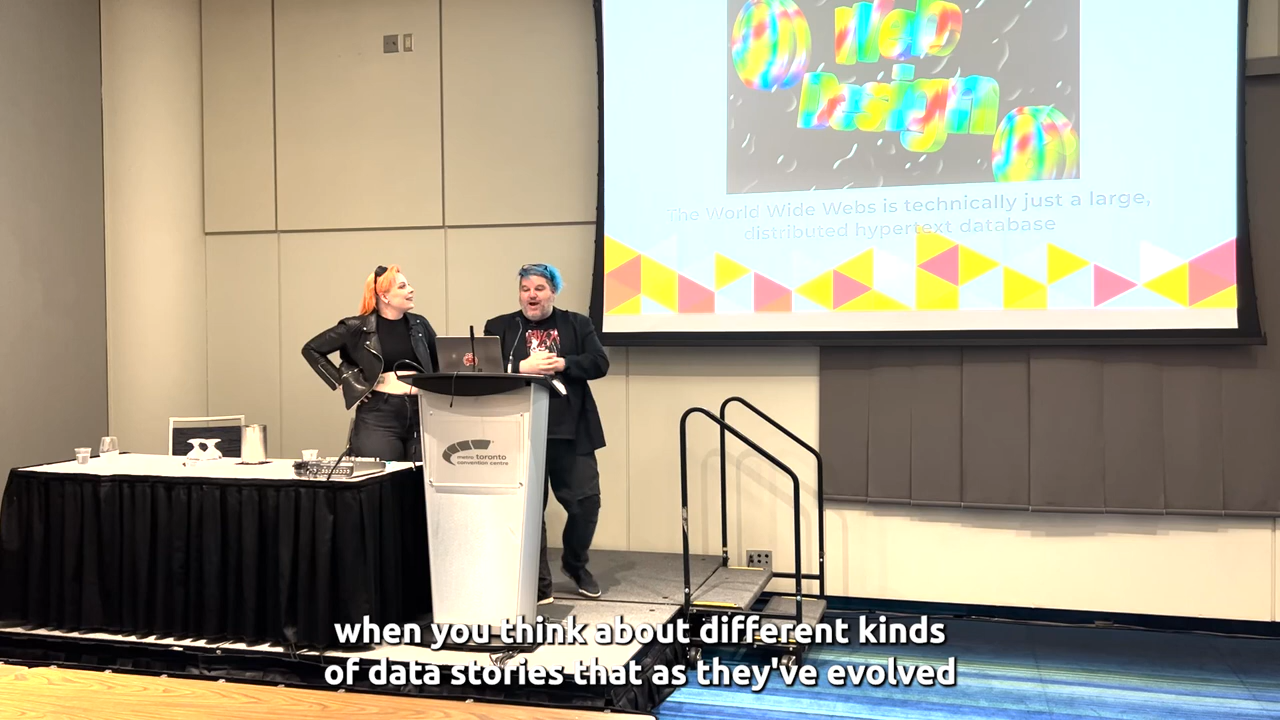 Web
Design
The World Wide Webs is technically just a large,
distributed hypertext database
metro toronto
convention centre
when you think about different kinds
of data stories that as they've evolved